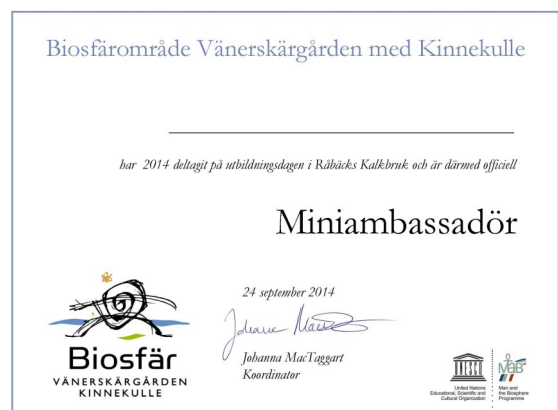 Biosfärområde Vänerskärgården med Kinnekulle
har 2014 deltagit på utbildningsdagen i Råbäcks Kalkbruk och är därmed officiell
Miniambassadör
24 september 2014
Johanna MacTaggart
Koordinator
Biosfär
VÄNERSKÄRGÅRDEN
KINNEKULLE
UNESCO
United Nations
Educational, Scientific and
Cultural Organization
MAB
Man and
the Biosphere
Programme